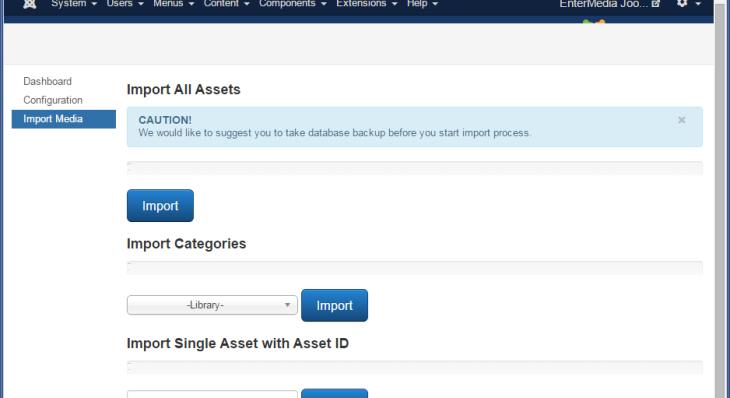 System Users Menus Content Components Extensions Help EnterMedia Joo...
Dashboard
Configuration
Import Media
Import All Assets
CAUTION!
We would like to suggest you to take database backup before you start import process.
Import
Import Categories
-Library-
Import
Import Single Asset with Asset ID